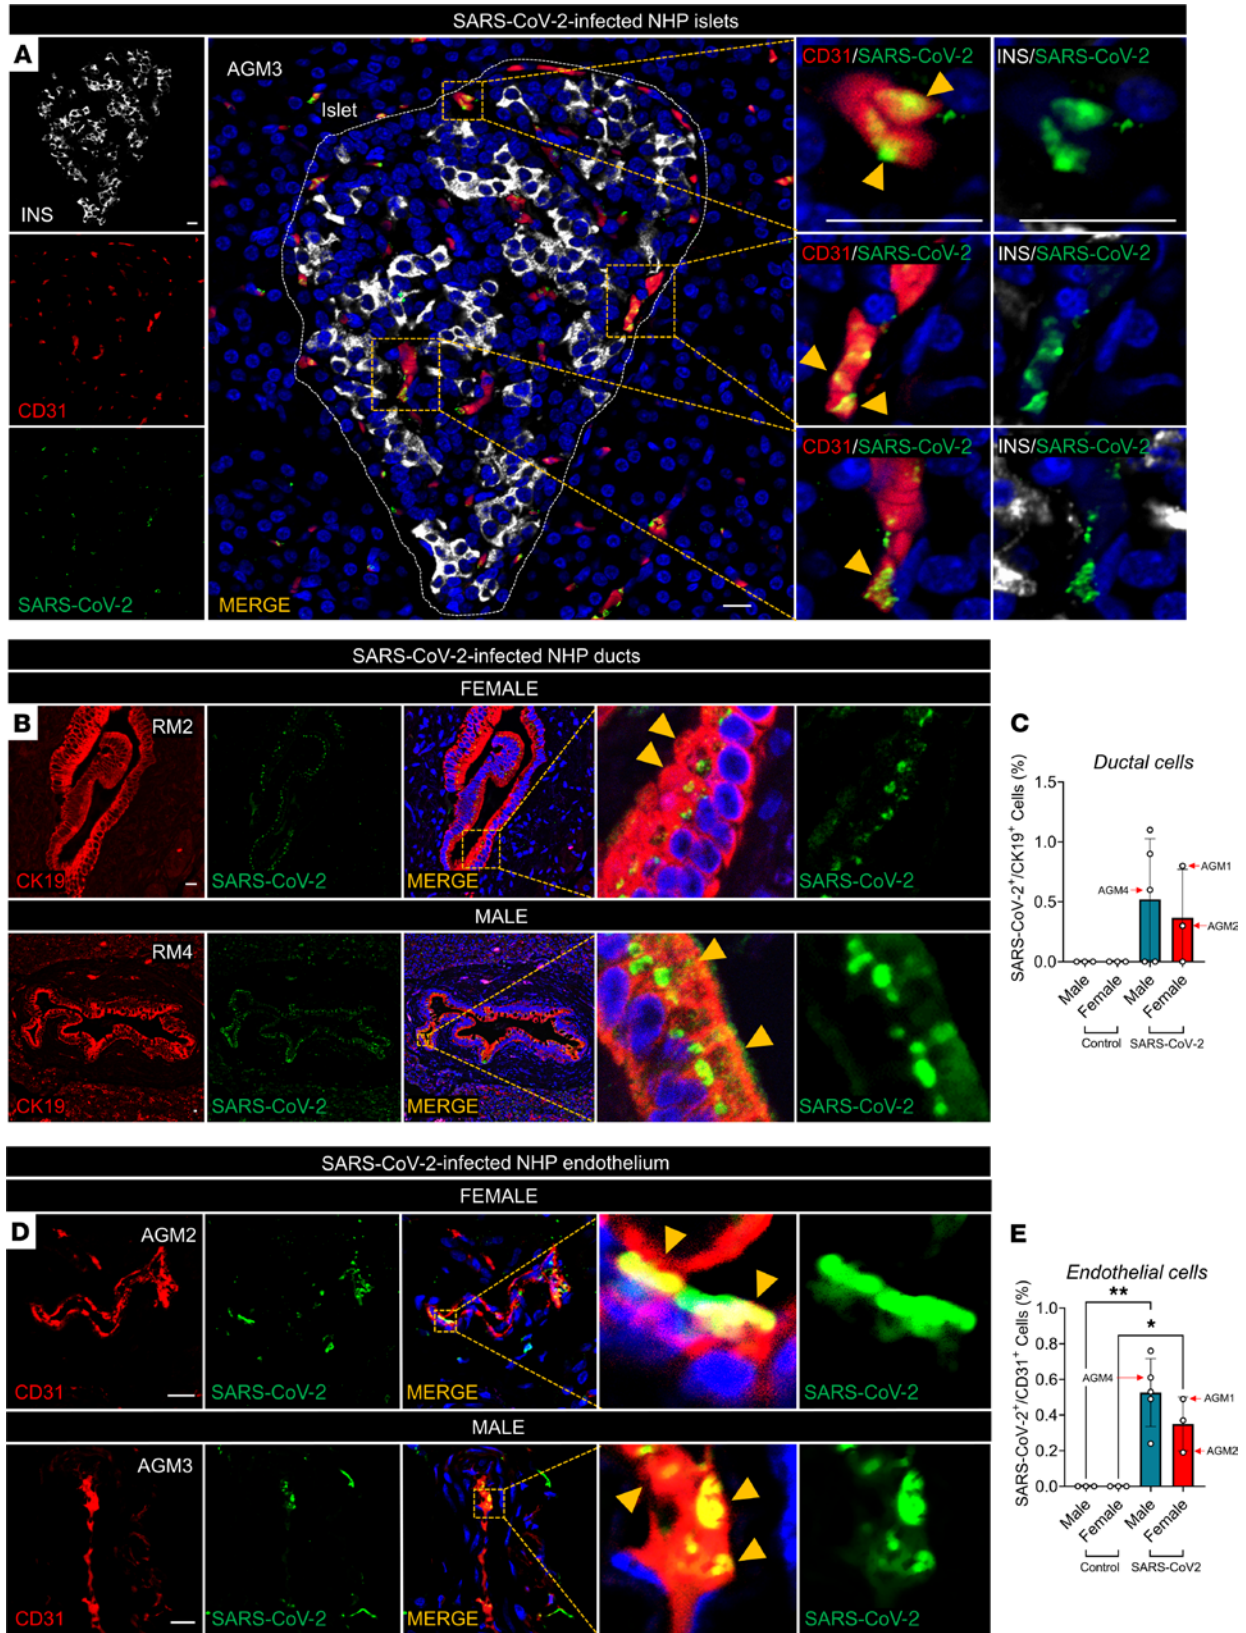 SARS-CoV-2-infected NHP islets
A
INS
CD31
SARS-CoV-2
AGM3
Islet
MERGE
CD31/SARS-CoV-2
INS/SARS-CoV-2
CD31/SARS-CoV-2
INS/SARS-CoV-2
CD31/SARS-CoV-2
INS/SARS-CoV-2
SARS-CoV-2-infected NHP ducts
FEMALE
B
RM2
CK19
SARS-CoV-2
MERGE
SARS-CoV-2
MALE
RM4
CK19
SARS-CoV-2
MERGE
SARS-CoV-2
C
Ductal cells
SARS-CoV-2+/CK19+ Cells (%)
1.5
1.0
0.5
0.0
AGM4
AGM1
AGM2
Male
Female
Male
Female
Control
SARS-CoV-2
SARS-CoV-2-infected NHP endothelium
FEMALE
D
AGM2
CD31
SARS-CoV-2
MERGE
SARS-CoV-2
MALE
AGM3
CD31
SARS-CoV-2
MERGE
SARS-CoV-2
E
Endothelial cells
**
*
SARS-CoV-2+/CD31+ Cells (%)
1.0
0.8
0.6
0.4
0.2
0.0
AGM4
AGM1
AGM2
Male
Female
Male
Female
Control
SARS-CoV2